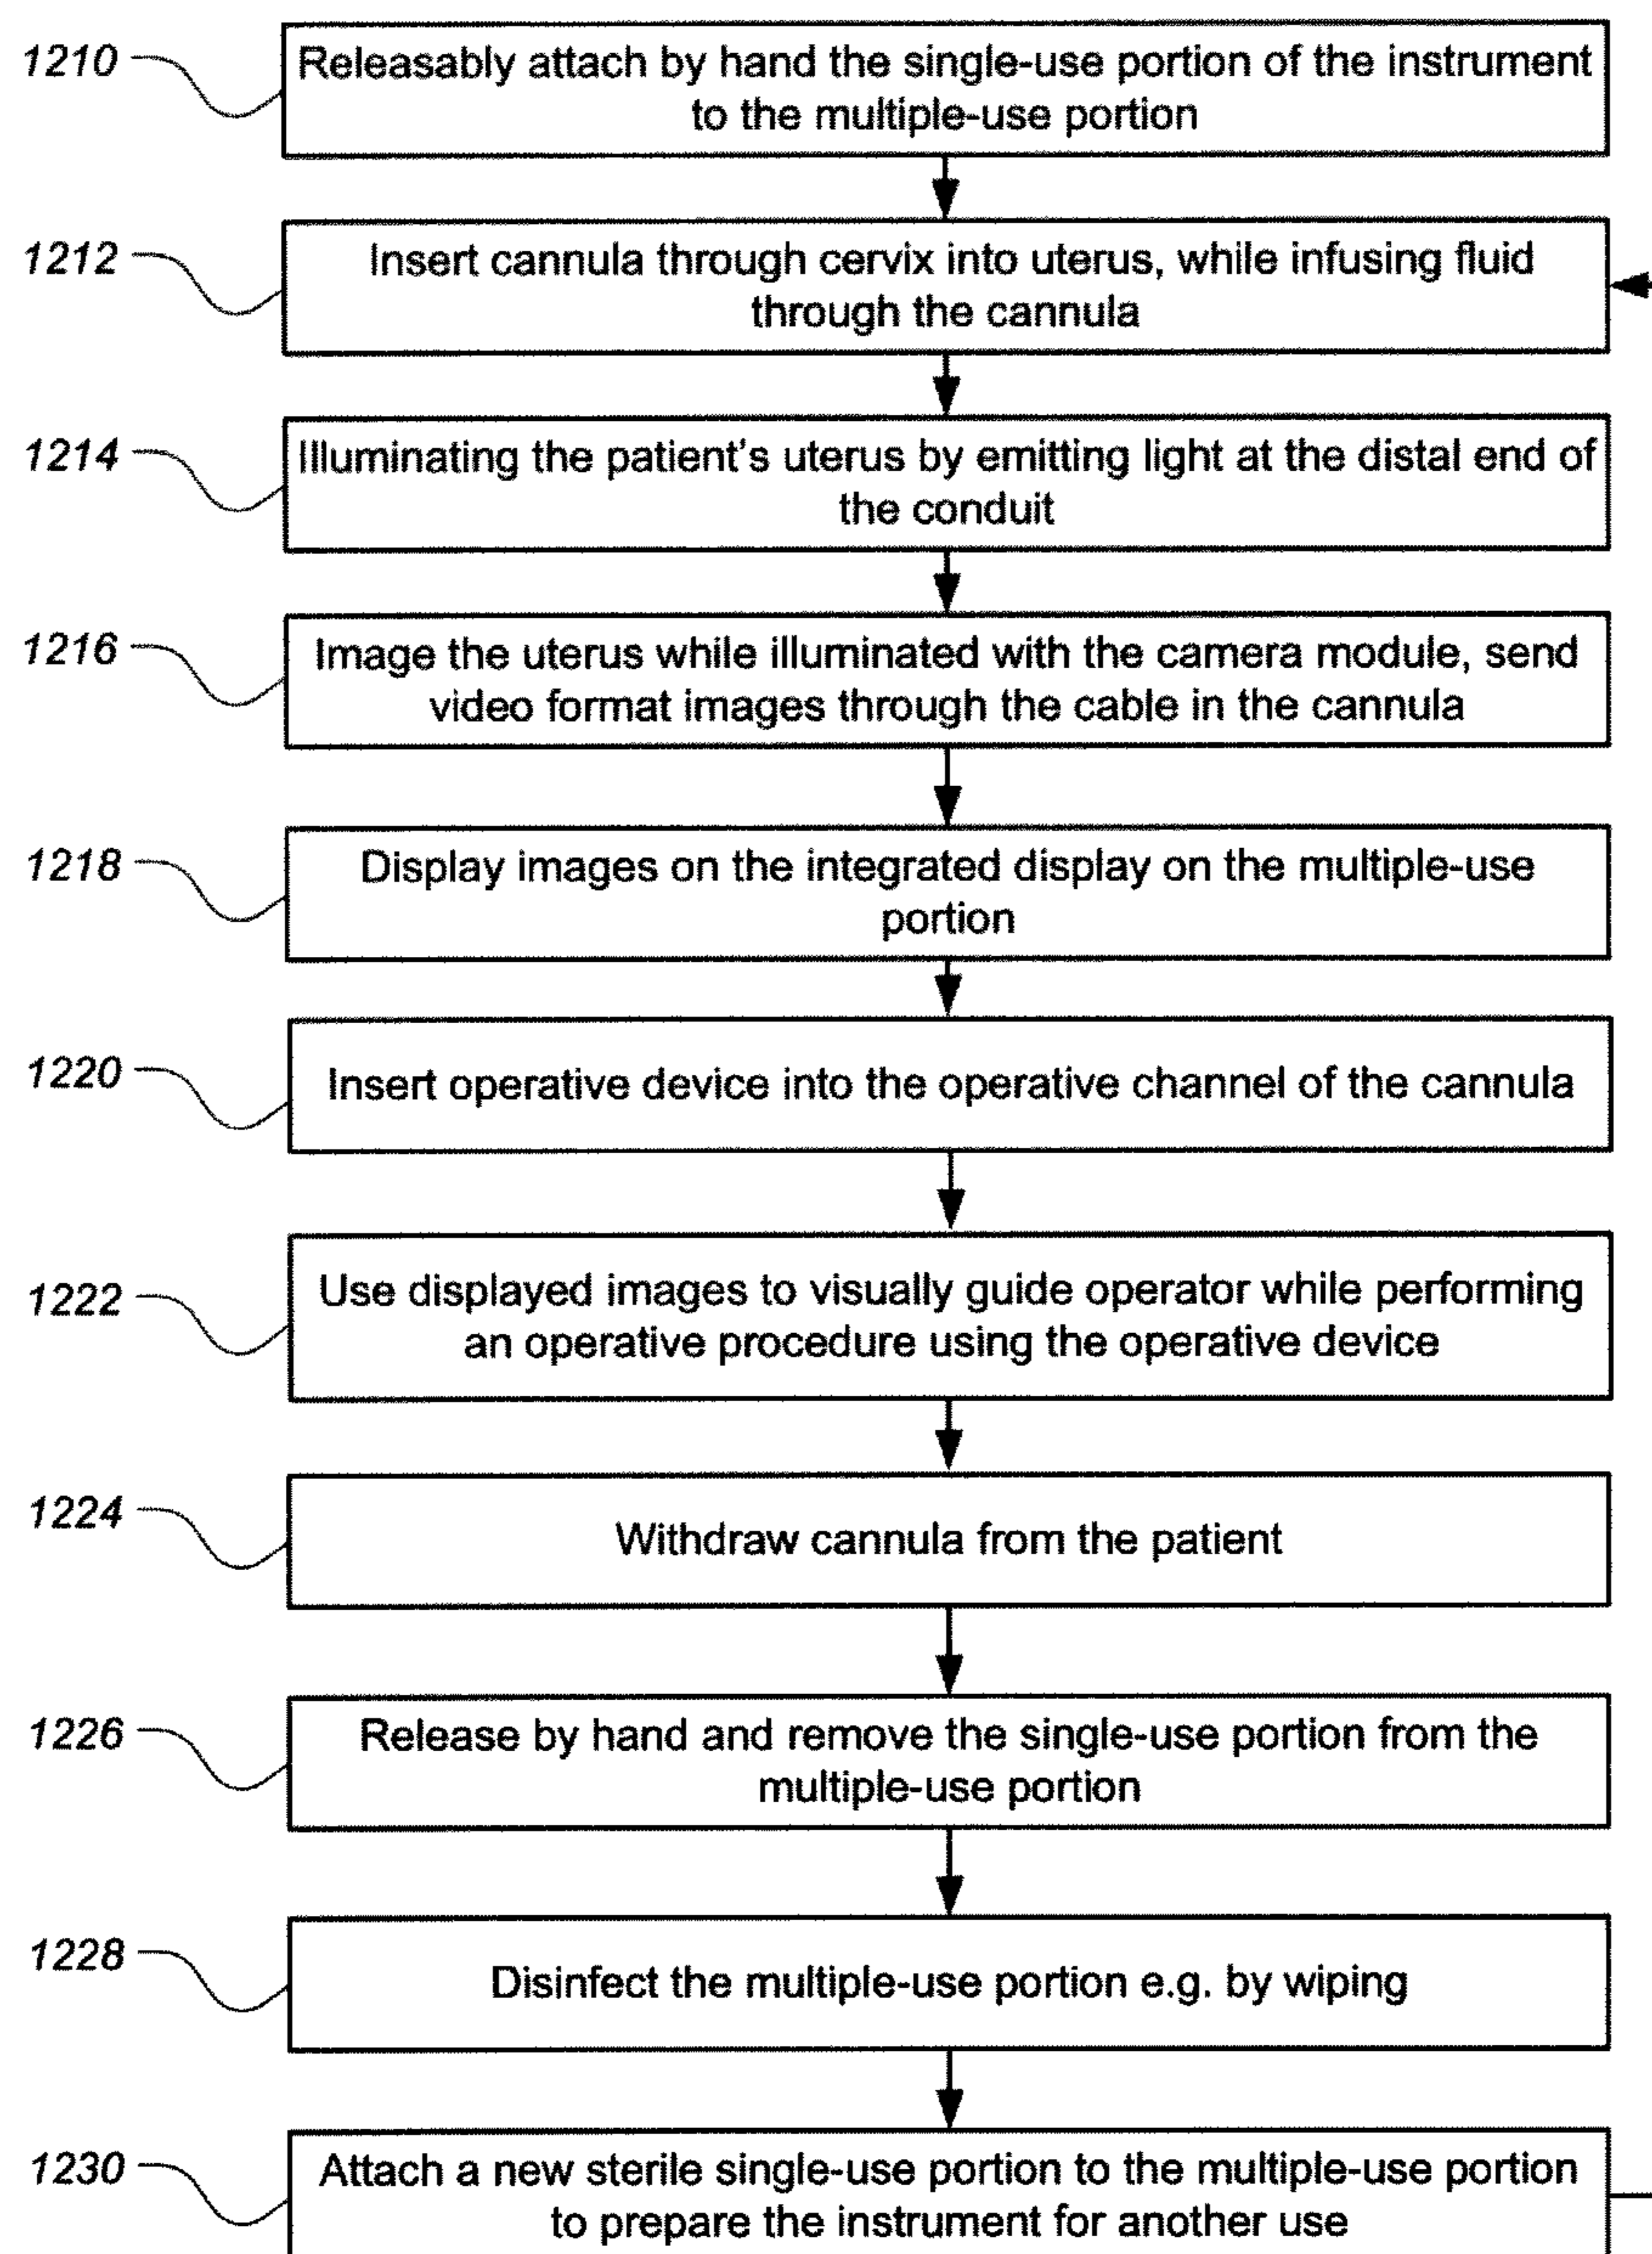 1210
Releasably attach by hand the single-use portion of the instrument
to the multiple-use portion
1212
Insert cannula through cervix into uterus, while infusing fluid
through the cannula
1214
Illuminating the patient's uterus by emitting light at the distal end of
the conduit
1216
Image the uterus while illuminated with the camera module, send
video format images through the cable in the cannula
1218
Display images on the integrated display on the multiple-use
portion
1220
Insert operative device into the operative channel of the cannula
1222
Use displayed images to visually guide operator while performing
an operative procedure using the operative device
1224
Withdraw cannula from the patient
1226
Release by hand and remove the single-use portion from the
multiple-use portion
1228
Disinfect the multiple-use portion e.g. by wiping
1230
Attach a new sterile single-use portion to the multiple-use portion
to prepare the instrument for another use